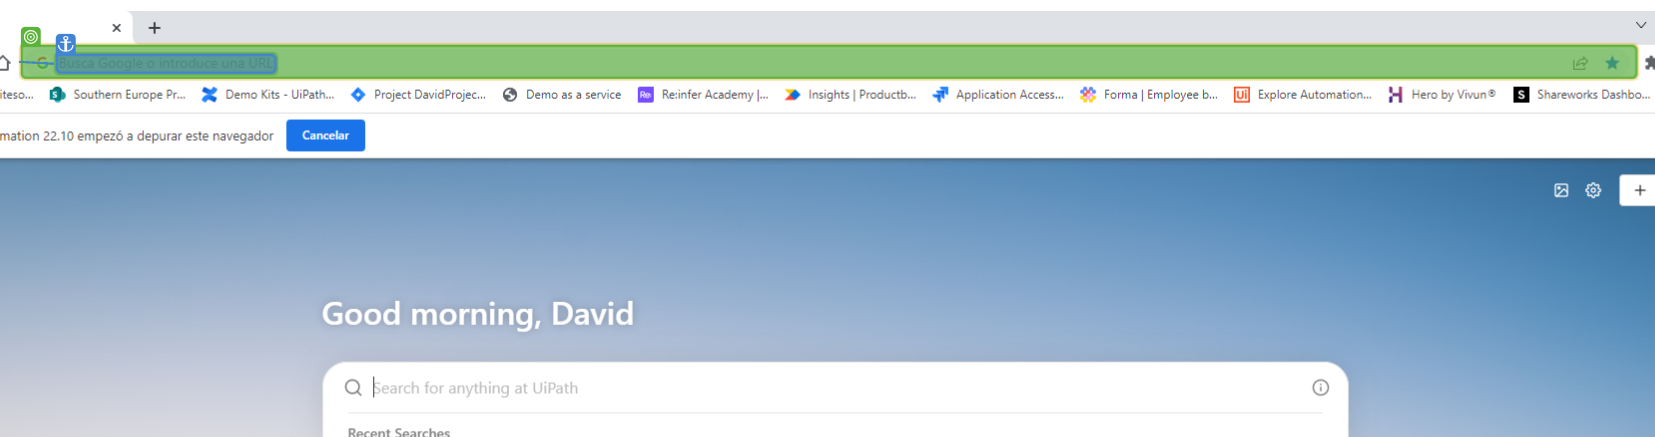 G Busca Google o introduce una URL
iteso... Southern Europe Pr... Demo Kits - UiPath... Project DavidProjec... Demo as a service Re: Re:infer Academy |... Insights | Productb... Application Access... Forma | Employee b... Ui Explore Automation... Hero by Vivun® S Shareworks Dashbo...
mation 22.10 empezó a depurar este navegador Cancelar
Good morning, David
Search for anything at UiPath
Recent Searches